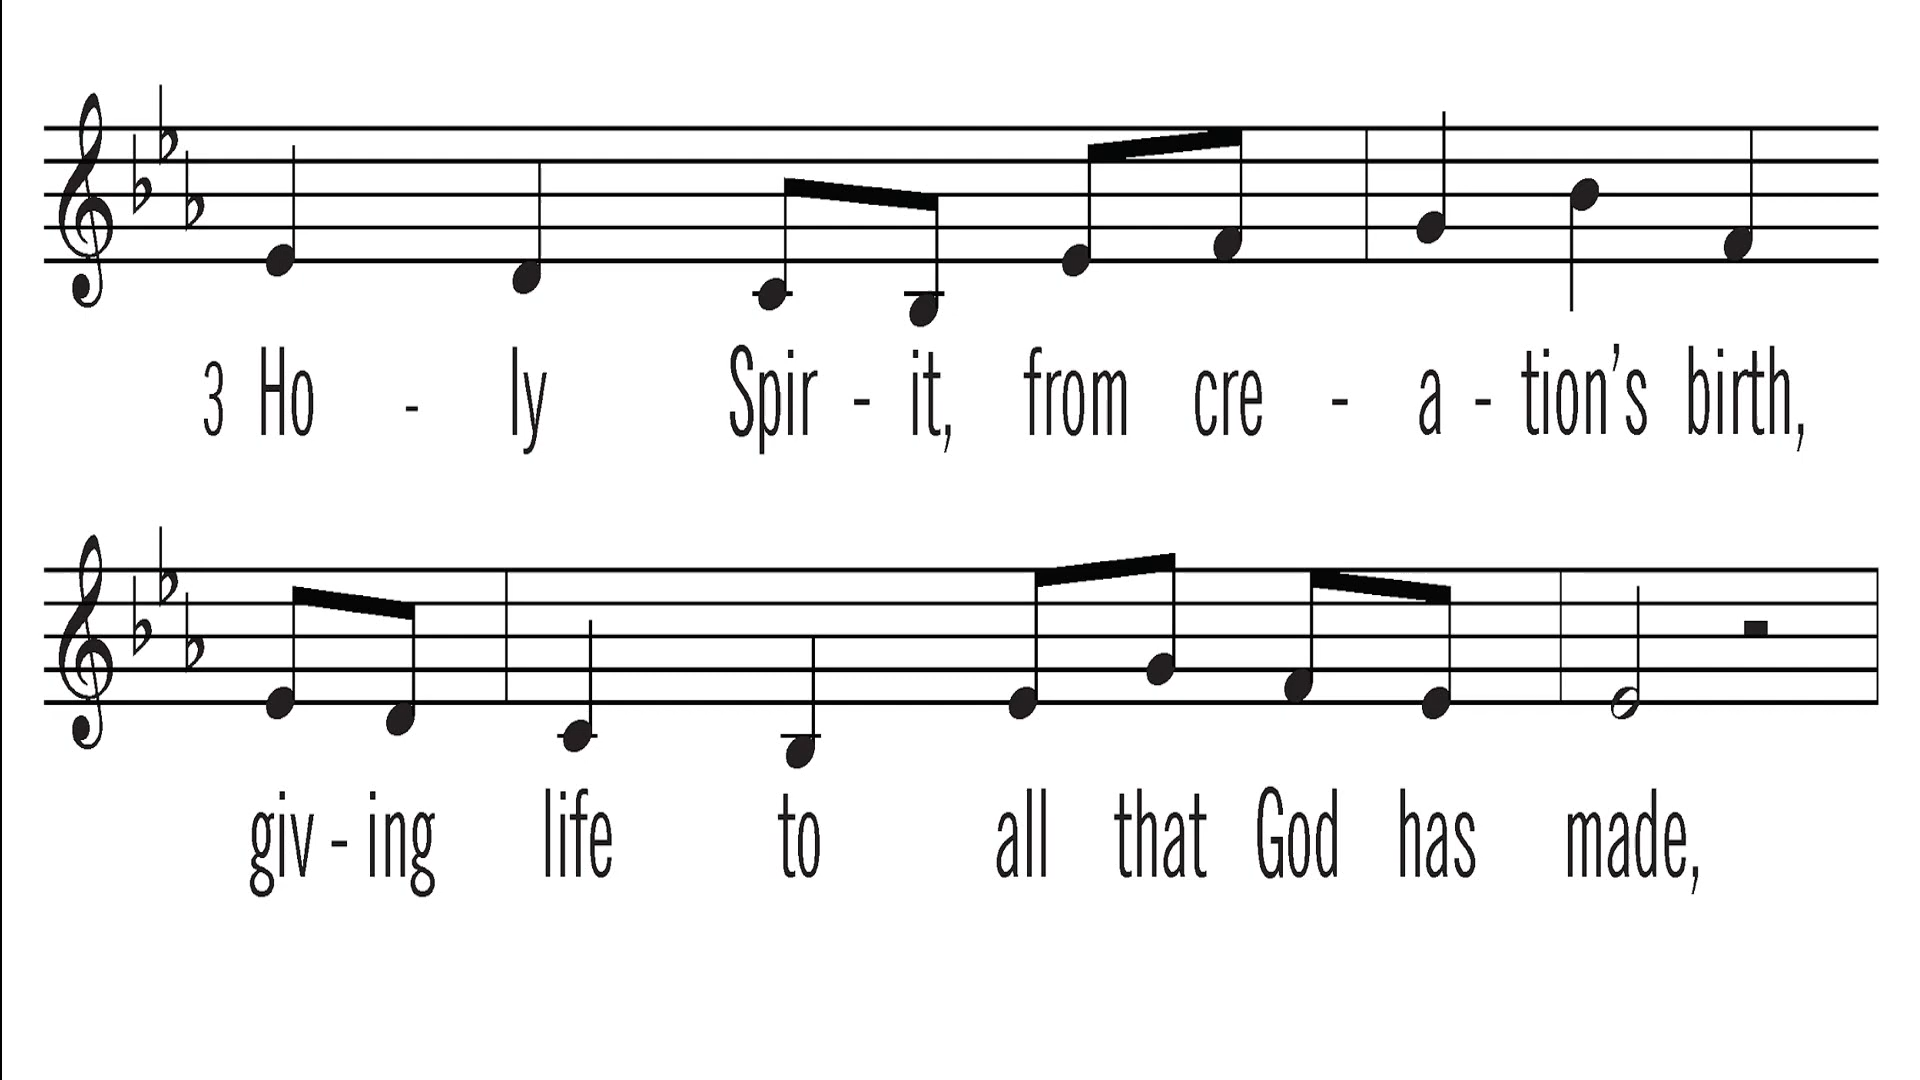 3 Ho - ly Spir - it, from cre - a - tion's birth,
giv - ing life to all that God has made,